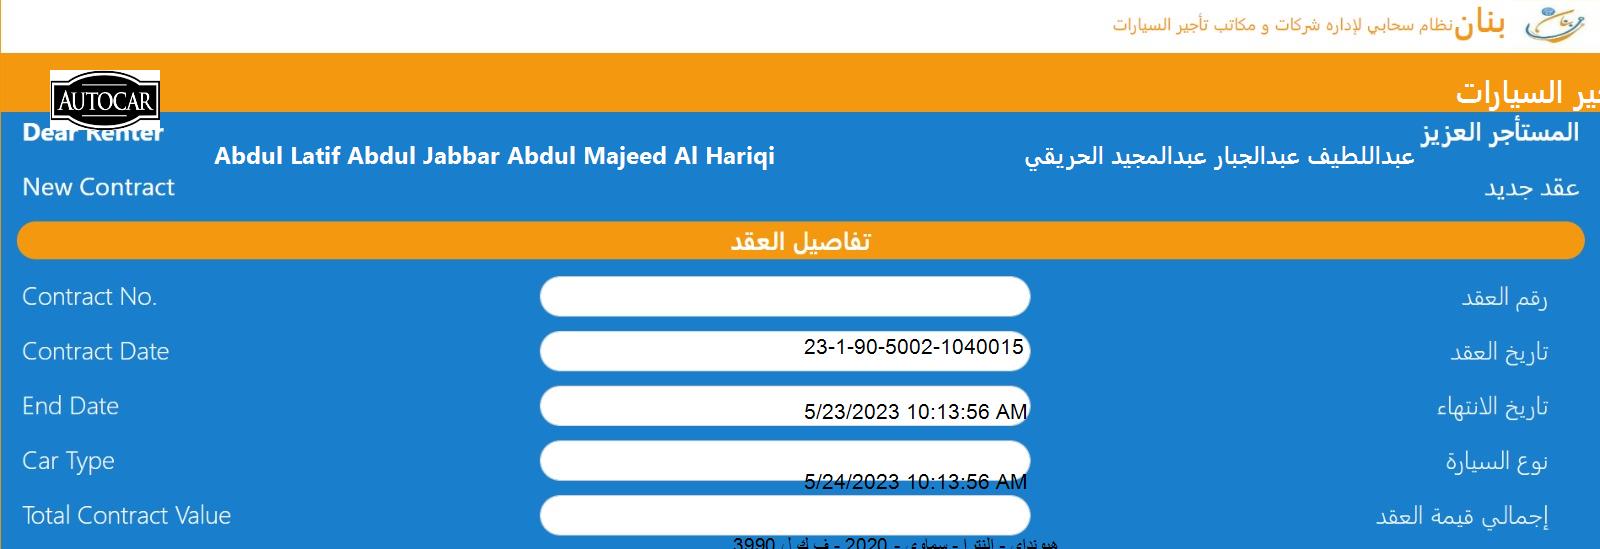 بنان نظام سحابي لإداره شركات و مكاتب تأجير السيارات
AUTOCAR
السيارات
Dear Renter
المستأجر العزيز
Abdul Latif Abdul Jabbar Abdul Majeed Al Hariqi
عبداللطيف عبدالجبار عبدالمجيد الحريقي
New Contract
عقد جديد
تفاصيل العقد
Contract No.
رقم العقد
Contract Date
23-1-90-5002-1040015
تاريخ العقد
End Date
5/23/2023 10:13:56 AM
تاريخ الانتهاء
Car Type
نوع السيارة
5/24/2023 10:13:56 AM
Total Contract Value
إجمالي قيمة العقد
هيونداي - النترا - سماوي - 2020 - ف ك ل 3990